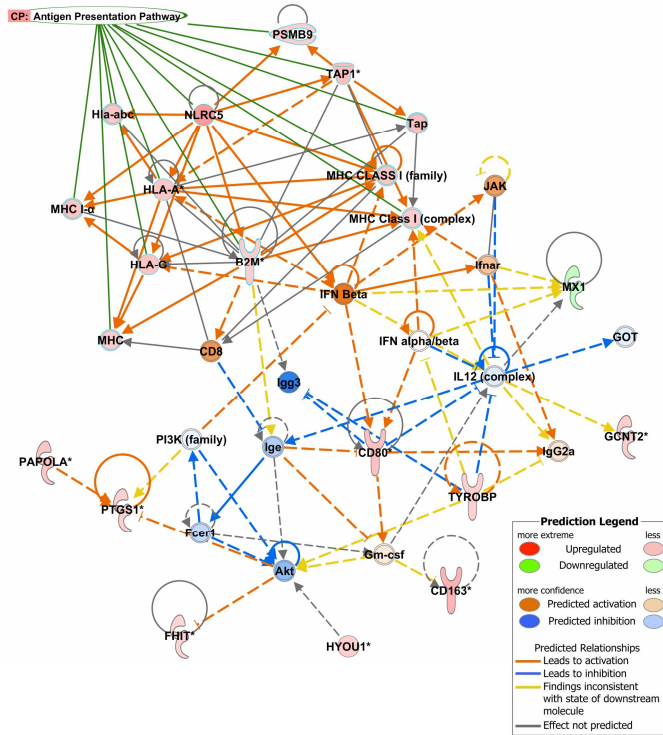 CP: Antigen Presentation Pathway
PSMB9
TAP1*
Hla-abc
NLRC5
Tap
MHC CLASS I (family)
HLA-A*
JAK
MHC I-α
MHC Class I (complex)
HLA-G*
B2M*
Ifnar
IFN Beta
MX1
MHC
CD8
IFN alpha/beta
GOT
Igg3
IL12 (complex)
PI3K (family)
Ige
CD80*
IgG2a
GCNT2*
PAPOLA*
PTGS1*
TYROBP
Fcer1
Gm-csf
Akt
CD163*
FHIT*
HYOU1*
Prediction Legend
more extreme less
Upregulated
Downregulated
more confidence less
Predicted activation
Predicted inhibition
Predicted Relationships
Leads to activation
Leads to inhibition
Findings inconsistent
with state of downstream
molecule
Effect not predicted